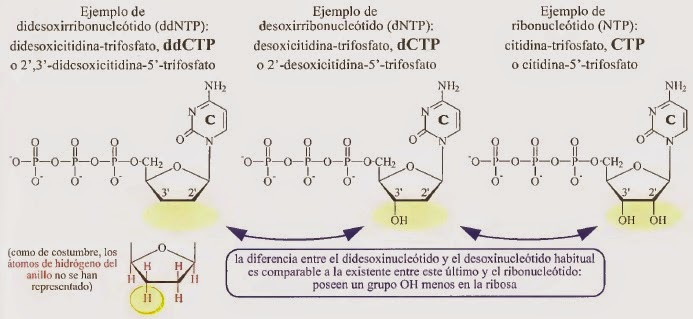 Ejemplo de
didesoxirribonucleótido (ddNTP):
didesoxicitidina-trifosfato, ddCTP
o 2',3'-didesoxicitidina-5'-trifosfato
Ejemplo de
desoxirribonucleótido (dNTP):
desoxicitidina-trifosfato, dCTP
o 2'-desoxicitidina-5'-trifosfato
Ejemplo de
ribonucleótido (NTP):
citidina-trifosfato, CTP
o citidina-5'-trifosfato
NH₂
N C
O N
O O O
⁻O-P-O-P-O-P-O-CH₂ O
O⁻ O⁻ O⁻
3' 2'
NH₂
N C
O N
O O O
⁻O-P-O-P-O-P-O-CH₂ O
O⁻ O⁻ O⁻
3' 2'
OH
NH₂
N C
O N
O O O
⁻O-P-O-P-O-P-O-CH₂ O
O⁻ O⁻ O⁻
3' 2'
OH OH
(como de costumbre, los
átomos de hidrógeno del
anillo no se han
representado)
O
H H H H
H H
la diferencia entre el didesoxinucleótido y el desoxinucleótido habitual
es comparable a la existente entre este último y el ribonucleótido:
poseen un grupo OH menos en la ribosa